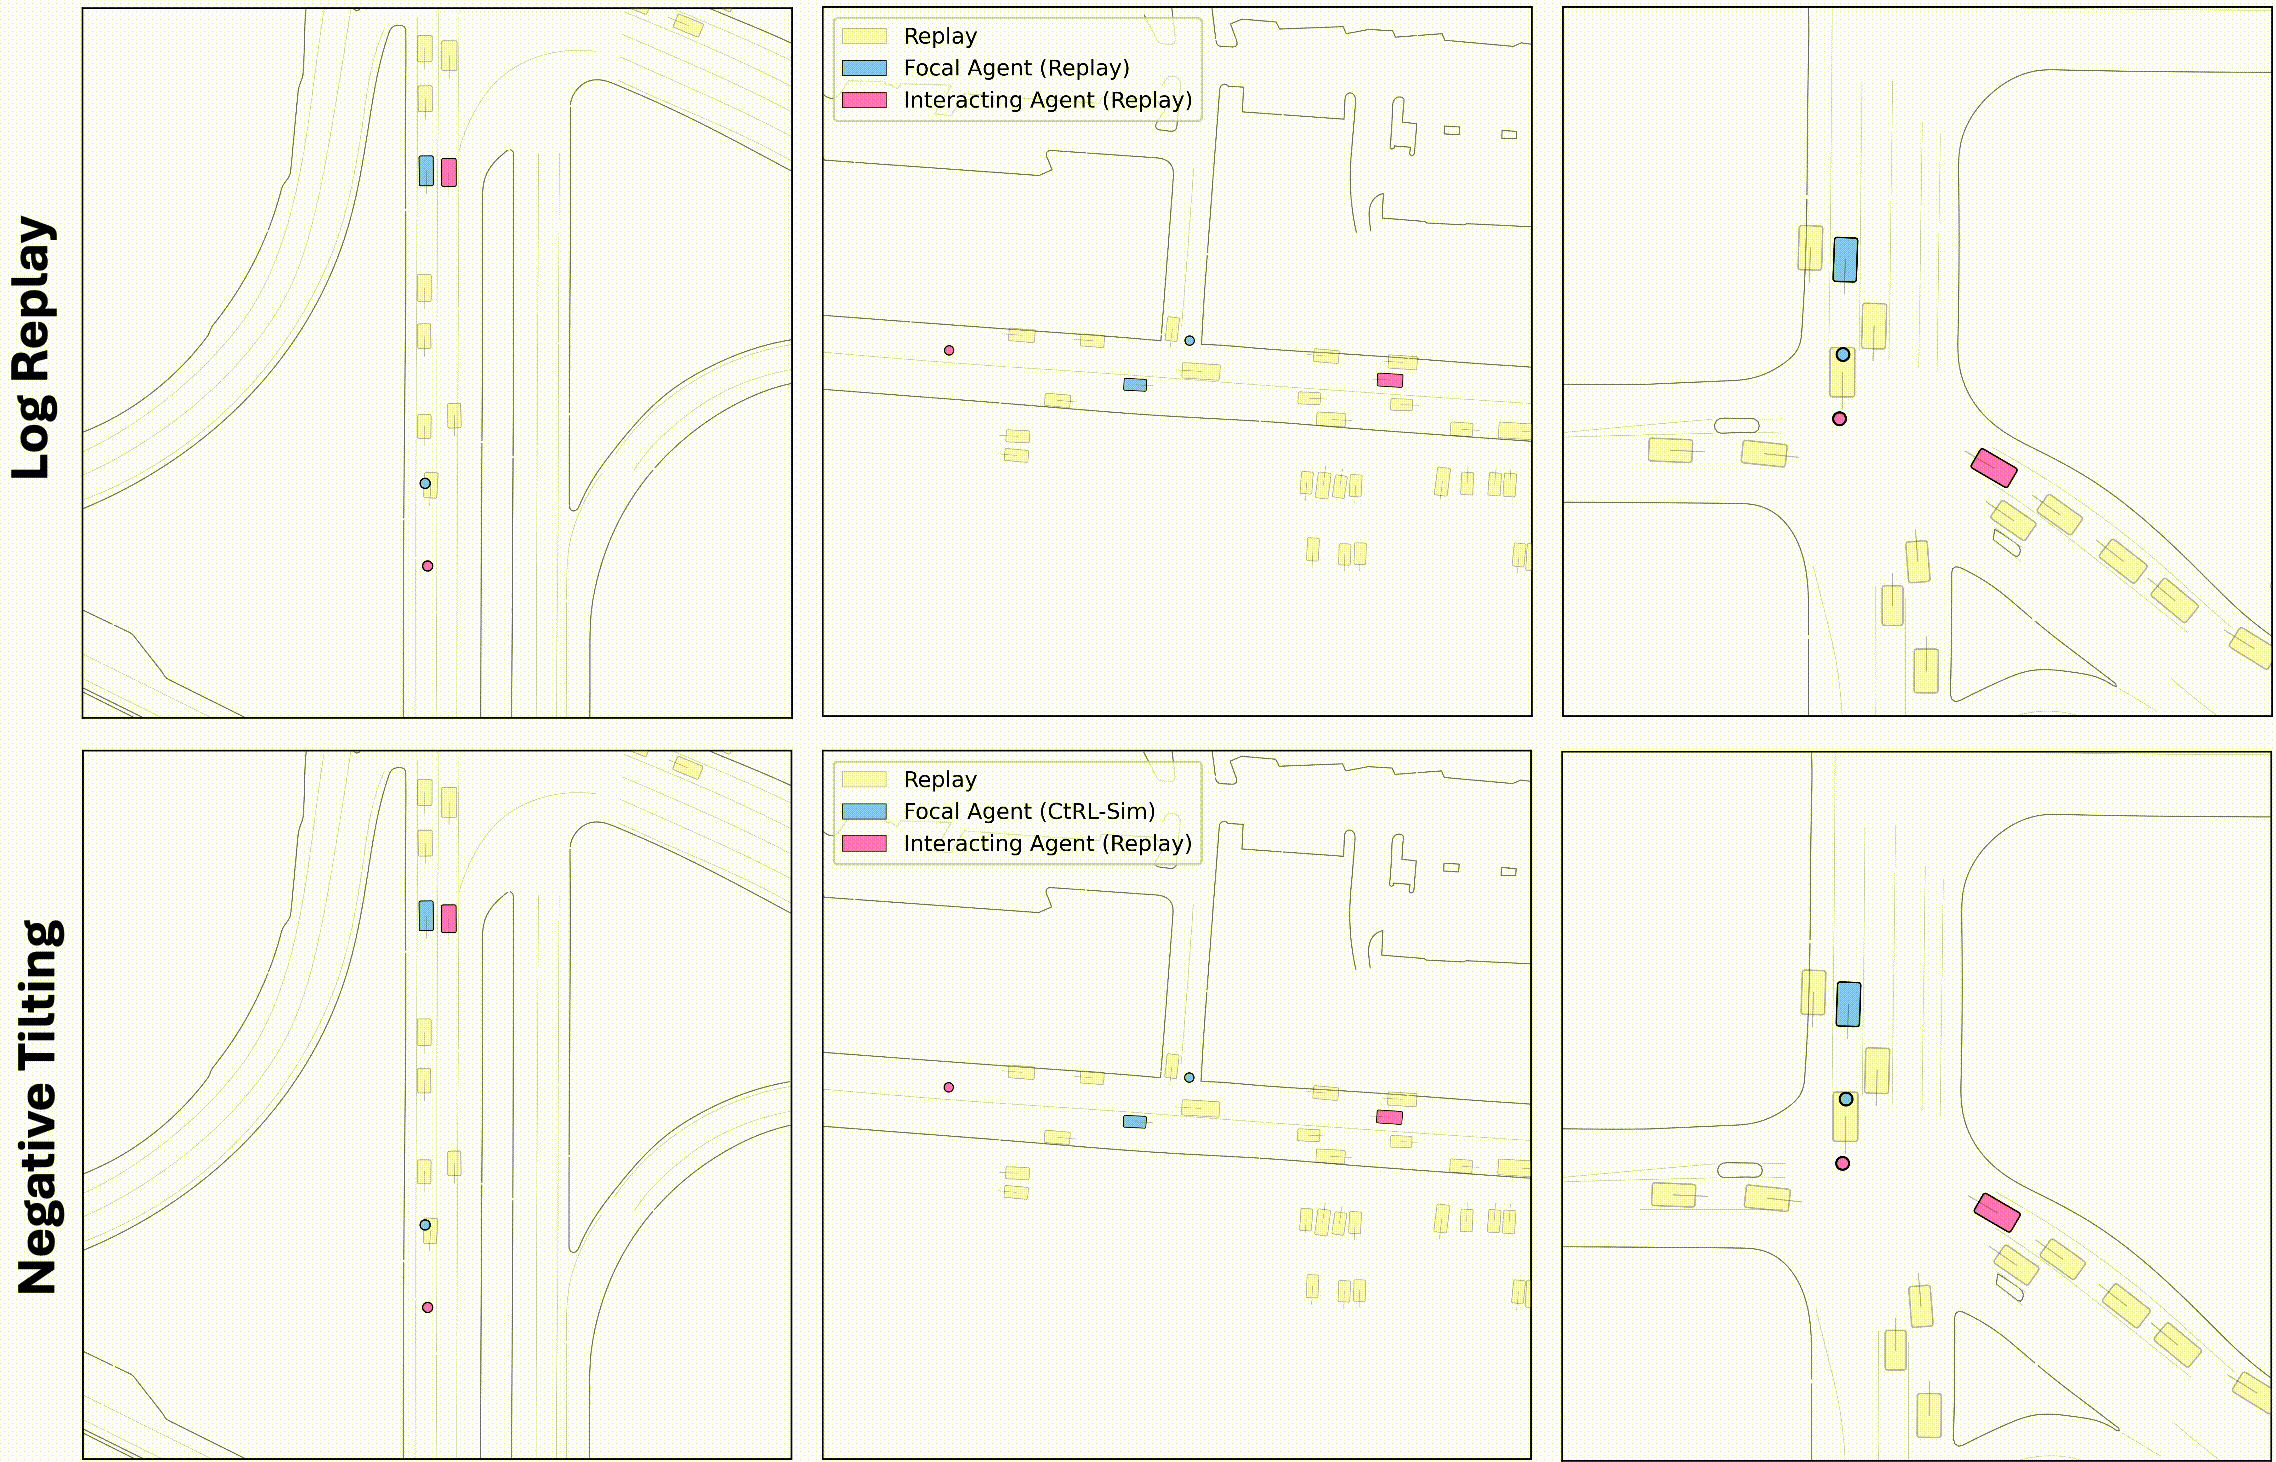 Log Replay
Replay
Focal Agent (Replay)
Interacting Agent (Replay)
Negative Tilting
Replay
Focal Agent (CtRL-Sim)
Interacting Agent (Replay)